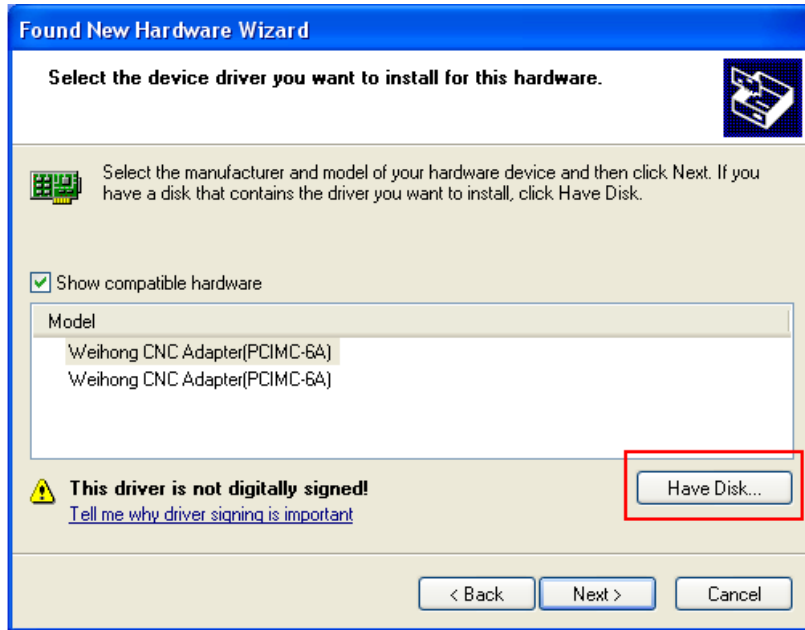 Found New Hardware Wizard
Select the device driver you want to install for this hardware.
Select the manufacturer and model of your hardware device and then click Next. If you
have a disk that contains the driver you want to install, click Have Disk.
Show compatible hardware
Model
Weihong CNC Adapter(PCIMC-6A)
Weihong CNC Adapter(PCIMC-6A)
This driver is not digitally signed!
Tell me why driver signing is important
Have Disk...
< Back
Next >
Cancel